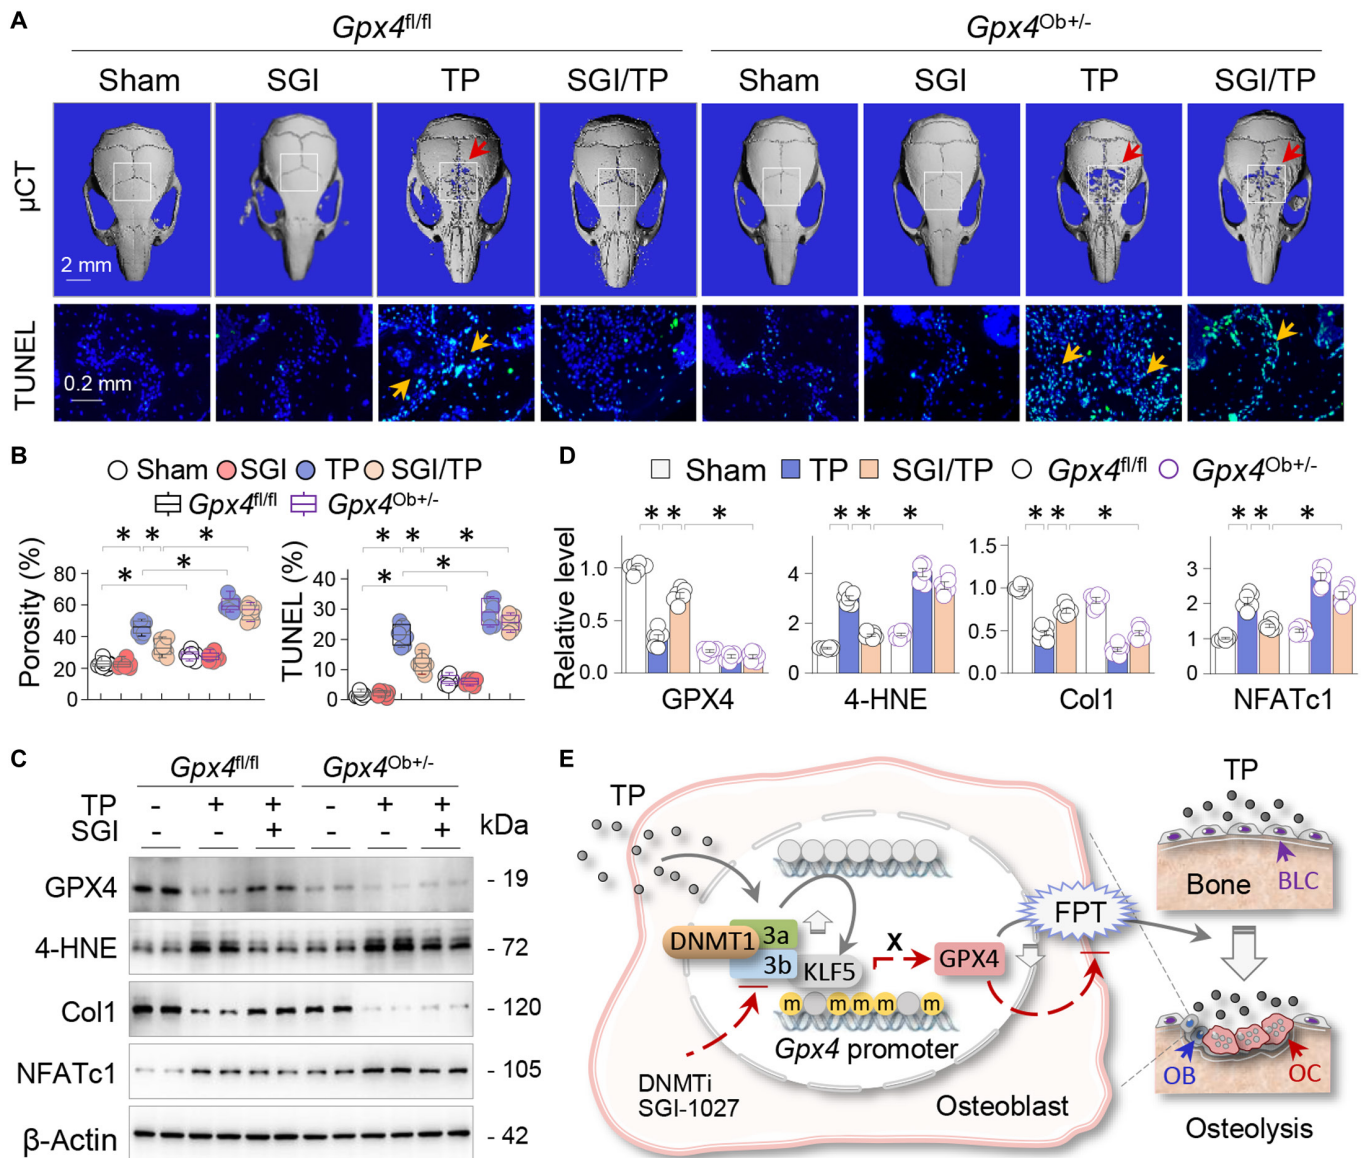 A
Gpx4fl/fl Gpx4Ob+/-
Sham SGI TP SGI/TP Sham SGI TP SGI/TP
μCT
2 mm
TUNEL
0.2 mm
B
Sham SGI TP SGI/TP
Gpx4fl/fl Gpx4Ob+/-
* * *
* *
Porosity (%)
80
60
40
20
0
* * *
* *
TUNEL (%)
40
30
20
10
0
D
Sham TP SGI/TP Gpx4fl/fl Gpx4Ob+/-
Relative level
* * *
1.0
0.5
0.0
GPX4
* * *
4
2
0
4-HNE
* * *
1.5
1.0
0.5
0.0
Col1
* * *
3
2
1
0
NFATc1
C
Gpx4fl/fl Gpx4Ob+/-
TP - + + - + +
SGI - - + - - + kDa
GPX4 - 19
4-HNE - 72
Col1 - 120
NFATc1 - 105
β-Actin - 42
E
TP
DNMT1 3a
3b
KLF5
X
GPX4
FPT
m m m m m
Gpx4 promoter
DNMTi
SGI-1027
Osteoblast
TP
Bone
BLC
OB
OC
Osteolysis